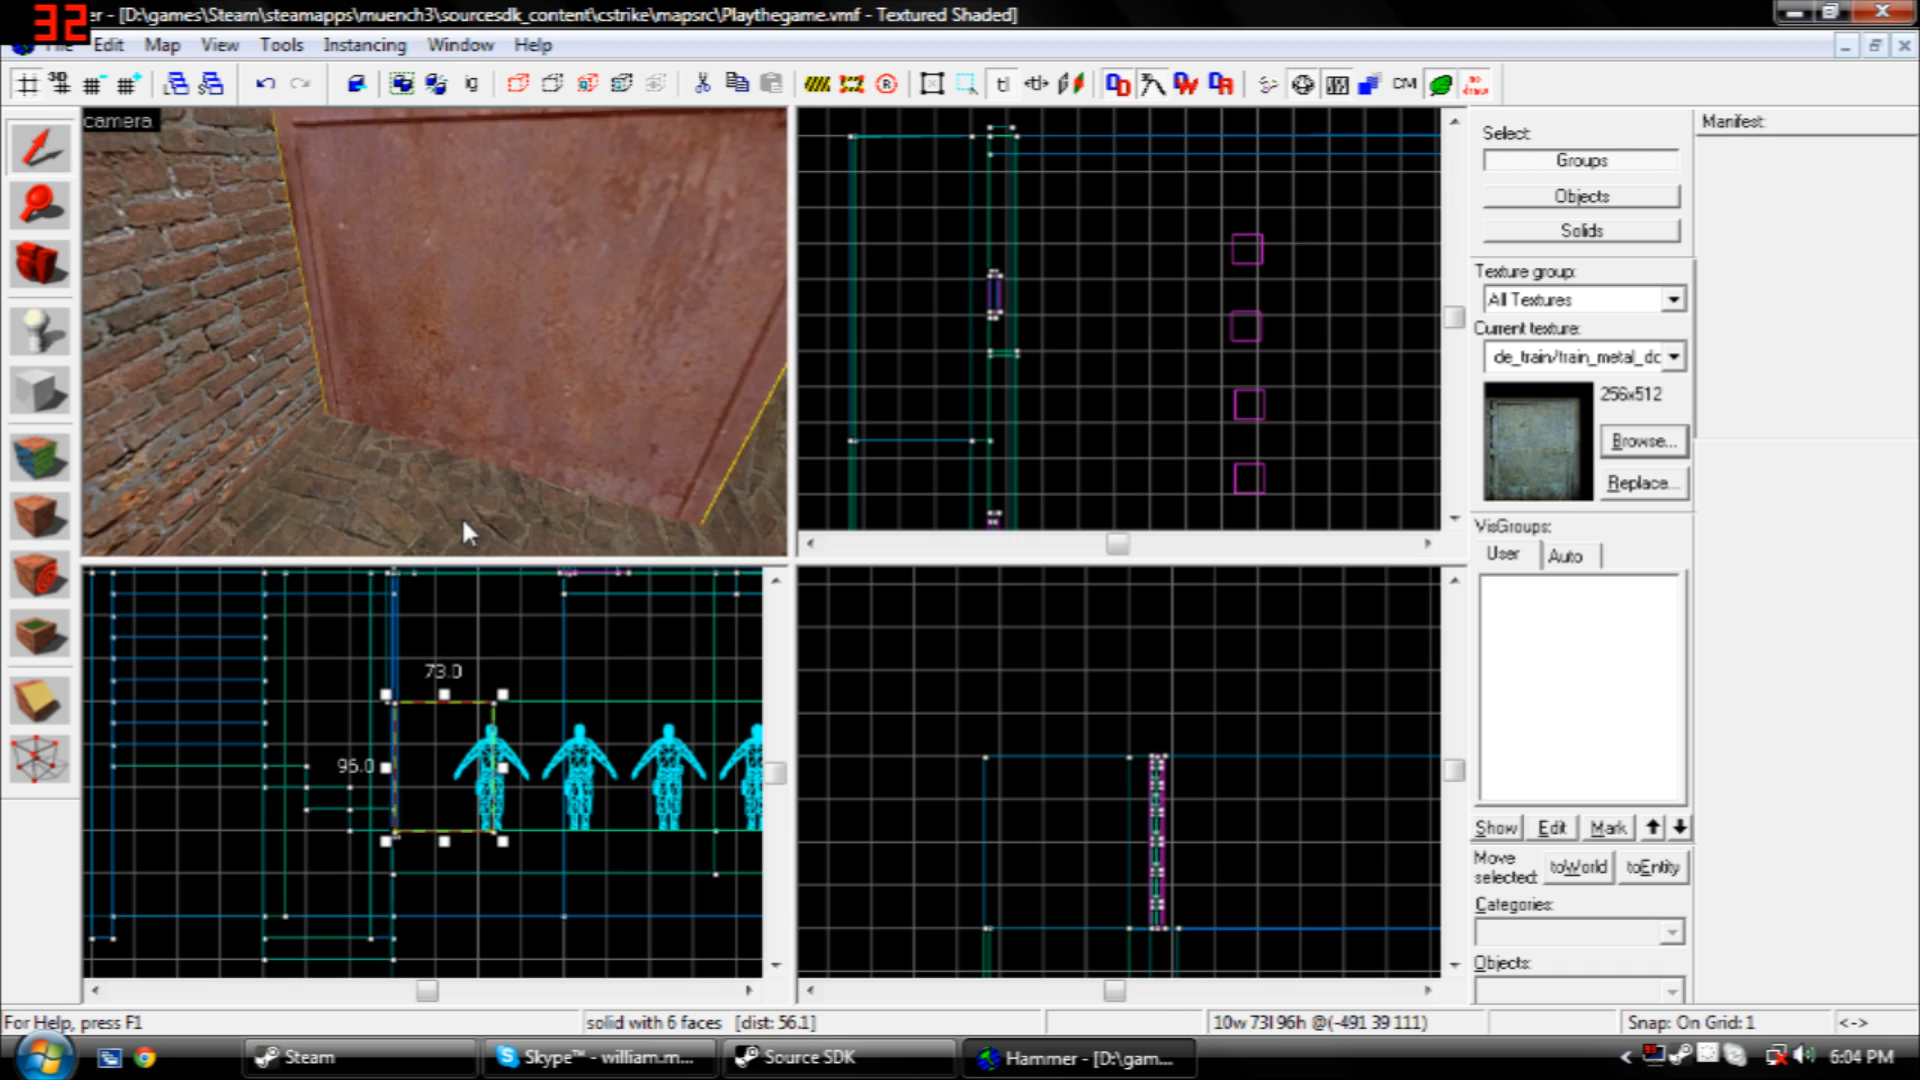 32
er - [D:\games\Steam\steamapps\muench3\sourcesdk_content\cstrike\mapsrc\Playthegame.vmf - Textured Shaded]
Edit Map View Tools Instancing Window Help
3D CM
camera
Select:
Groups
Objects
Solids
Texture group:
All Textures
Current texture:
de_train/train_metal_dc
256x512
Browse...
Replace...
VisGroups:
User Auto
Show Edit Mark
Move selected: toWorld toEntity
Categories:
Objects:
Manifest:
73.0
95.0
For Help, press F1
solid with 6 faces [dist: 56.1]
10w 73l 96h @(-491 39 111)
Snap: On Grid: 1
<->
Steam
Skype™ - william.m...
Source SDK
Hammer - [D:\gam...
6:04 PM